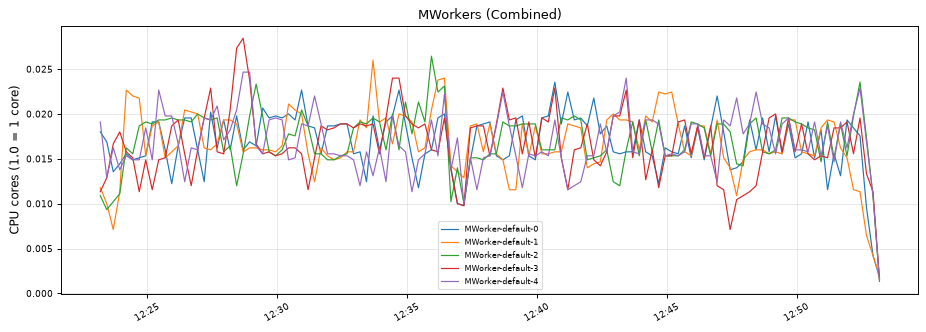 MWorkers (Combined)
CPU cores (1.0 = 1 core)
0.025
0.020
0.015
0.010
0.005
0.000
MWorker-default-0
MWorker-default-1
MWorker-default-2
MWorker-default-3
MWorker-default-4
12:25 12:30 12:35 12:40 12:45 12:50